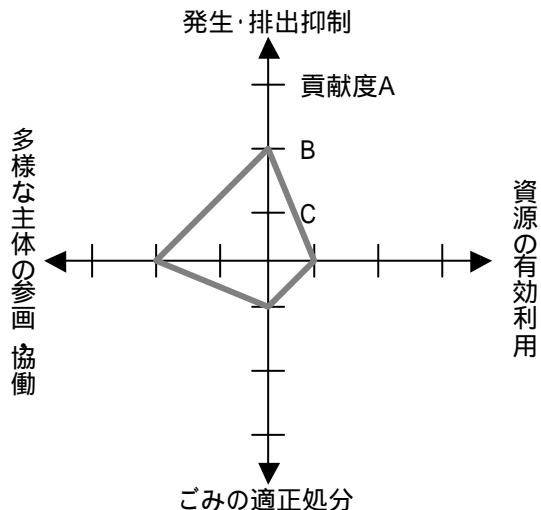 発生・排出抑制
貢献度A
B
C
多様な主体の参画、協働
資源の有効利用
ごみの適正処分